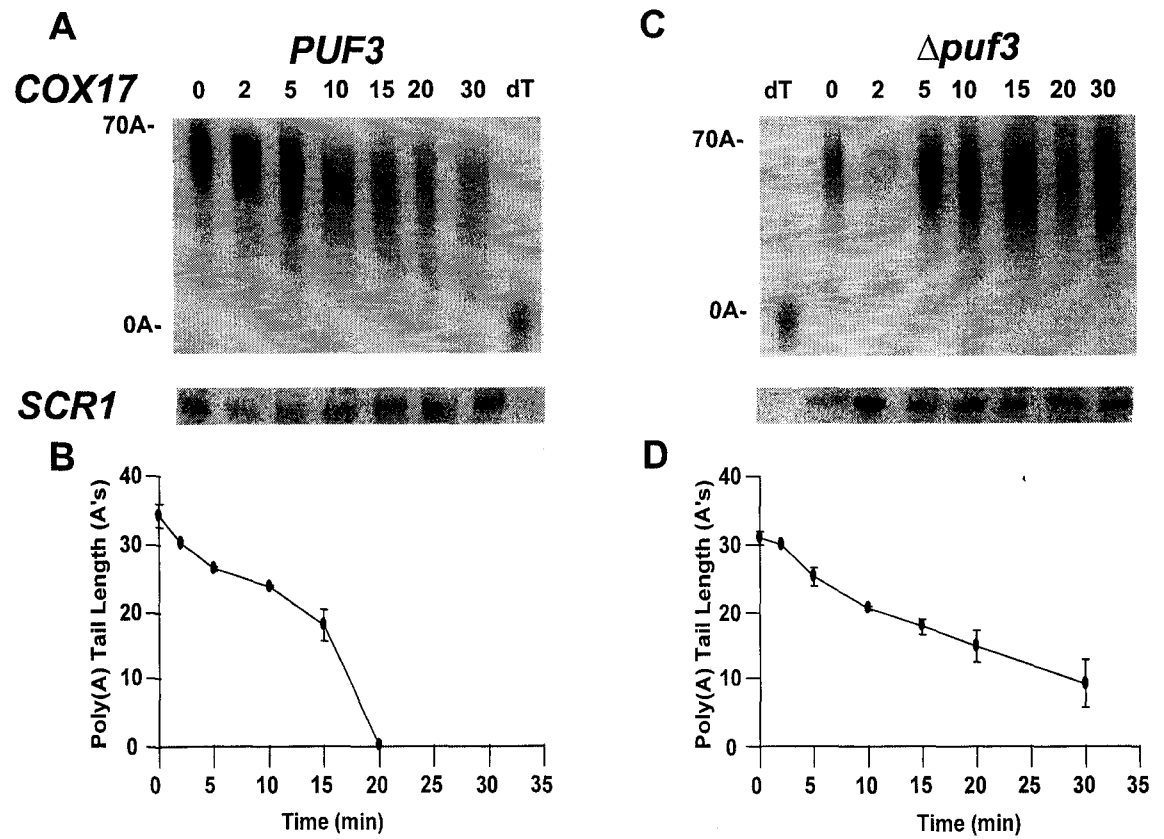 A
PUF3
COX17 0 2 5 10 15 20 30 dT
70A-
0A-
SCR1
C
Δpuf3
dT 0 2 5 10 15 20 30
70A-
0A-
B
Poly(A) Tail Length (A's)
40
30
20
10
0
0 5 10 15 20 25 30 35
Time (min)
D
Poly(A) Tail Length (A's)
40
30
20
10
0
0 5 10 15 20 25 30 35
Time (min)